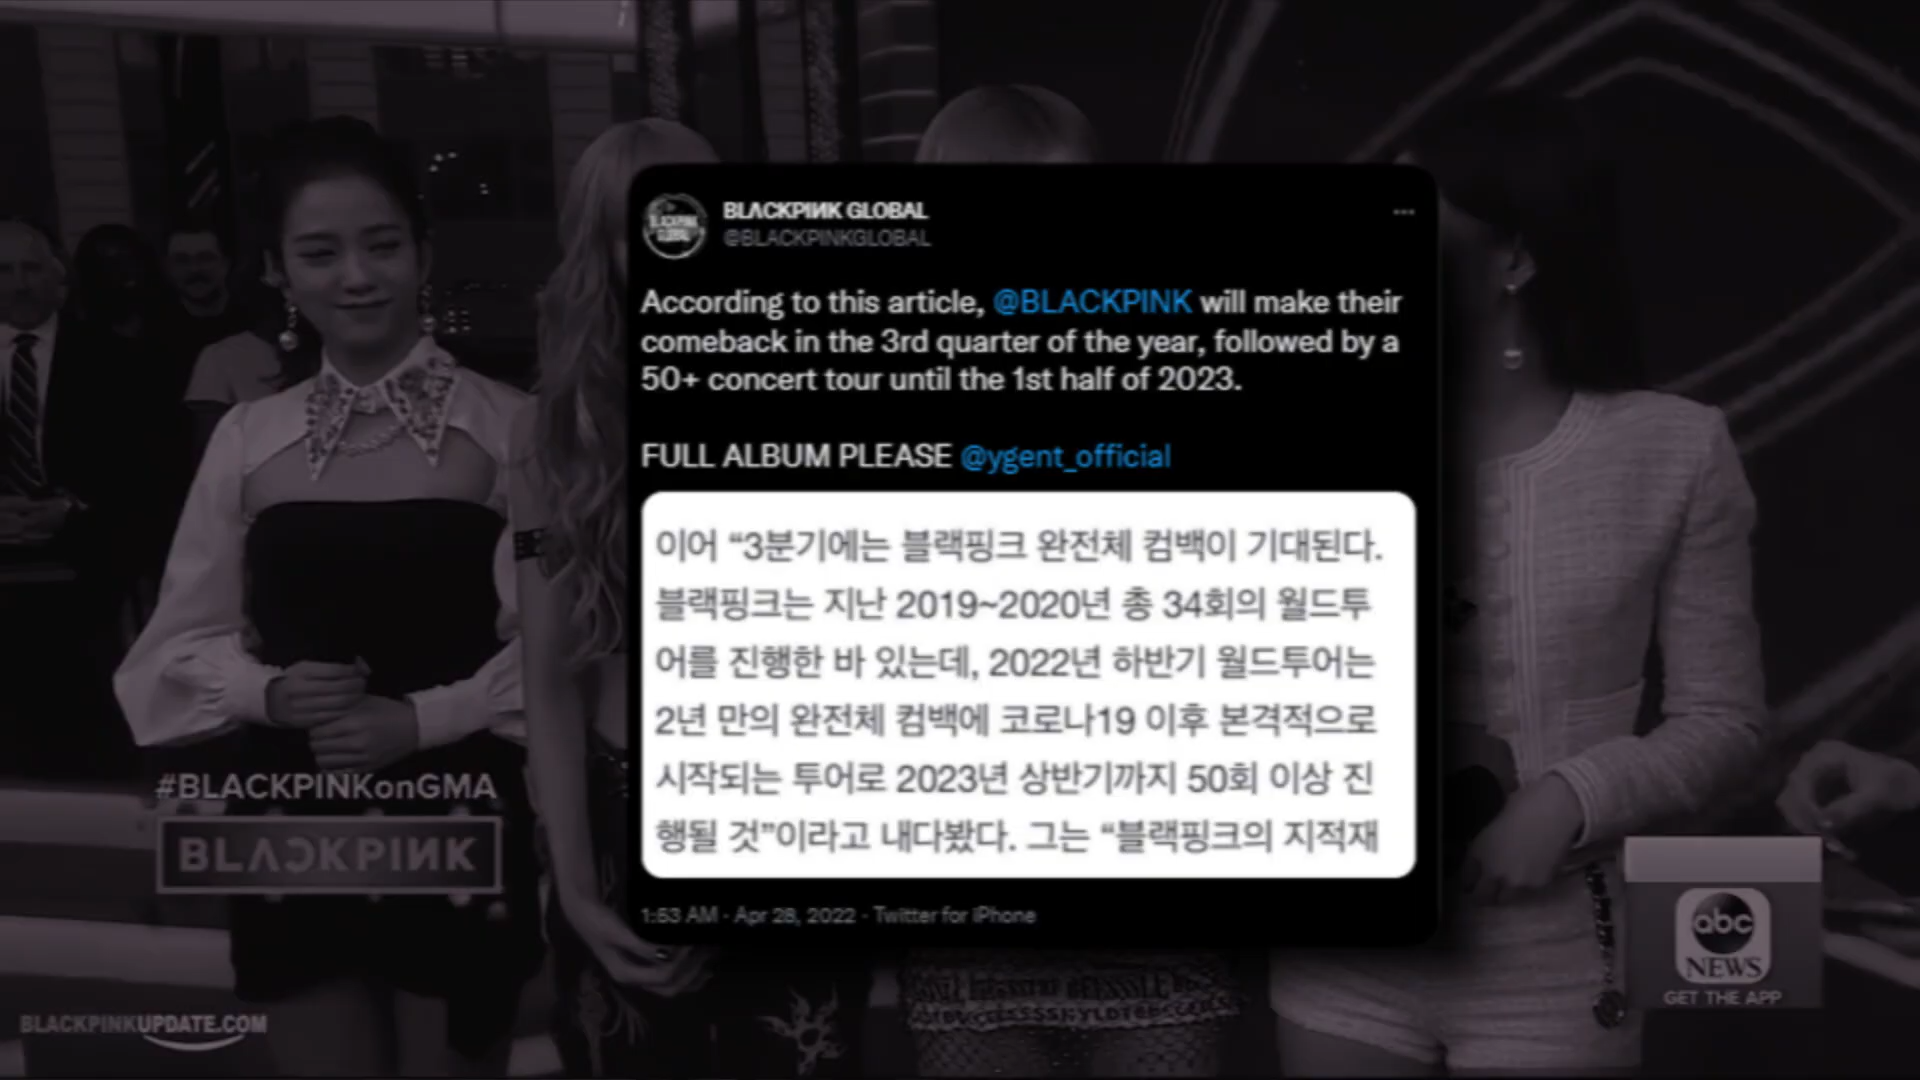 BLΛCKPIИK GLOBAL
@BLACKPINKGLOBAL
According to this article, @BLACKPINK will make their
comeback in the 3rd quarter of the year, followed by a
50+ concert tour until the 1st half of 2023.
FULL ALBUM PLEASE @ygent_official
이어 “3분기에는 블랙핑크 완전체 컴백이 기대된다.
블랙핑크는 지난 2019~2020년 총 34회의 월드투
어를 진행한 바 있는데, 2022년 하반기 월드투어는
2년 만의 완전체 컴백에 코로나19 이후 본격적으로
시작되는 투어로 2023년 상반기까지 50회 이상 진
행될 것”이라고 내다봤다. 그는 “블랙핑크의 지적재
1:53 AM · Apr 28, 2022 · Twitter for iPhone
#BLACKPINKonGMA
BLΛƆKPIИK
abc
NEWS
GET THE APP
BLACKPINKUPDATE.COM